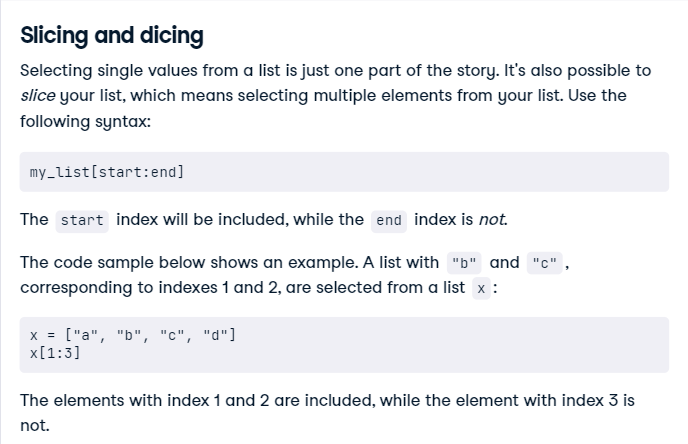 Slicing and dicing
Selecting single values from a list is just one part of the story. It's also possible to
slice your list, which means selecting multiple elements from your list. Use the
following syntax:
my_list[start:end]
The start index will be included, while the end index is not.
The code sample below shows an example. A list with "b" and "c" ,
corresponding to indexes 1 and 2, are selected from a list x :
x = ["a", "b", "c", "d"]
x[1:3]
The elements with index 1 and 2 are included, while the element with index 3 is
not.